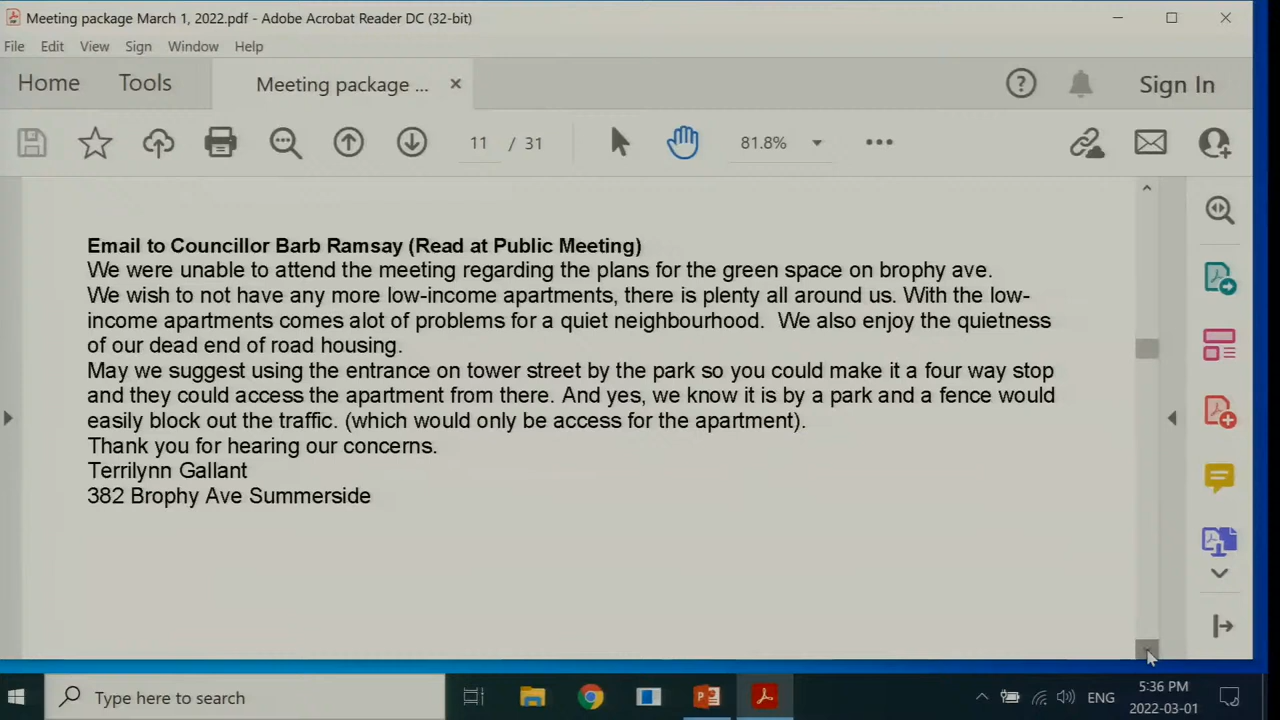 Meeting package March 1, 2022.pdf - Adobe Acrobat Reader DC (32-bit)
File Edit View Sign Window Help
Home Tools Meeting package ... Sign In
11 / 31 81.8%
Email to Councillor Barb Ramsay (Read at Public Meeting)
We were unable to attend the meeting regarding the plans for the green space on brophy ave.
We wish to not have any more low-income apartments, there is plenty all around us. With the low-
income apartments comes alot of problems for a quiet neighbourhood. We also enjoy the quietness
of our dead end of road housing.
May we suggest using the entrance on tower street by the park so you could make it a four way stop
and they could access the apartment from there. And yes, we know it is by a park and a fence would
easily block out the traffic. (which would only be access for the apartment).
Thank you for hearing our concerns.
Terrilynn Gallant
382 Brophy Ave Summerside
Type here to search
ENG
5:36 PM
2022-03-01